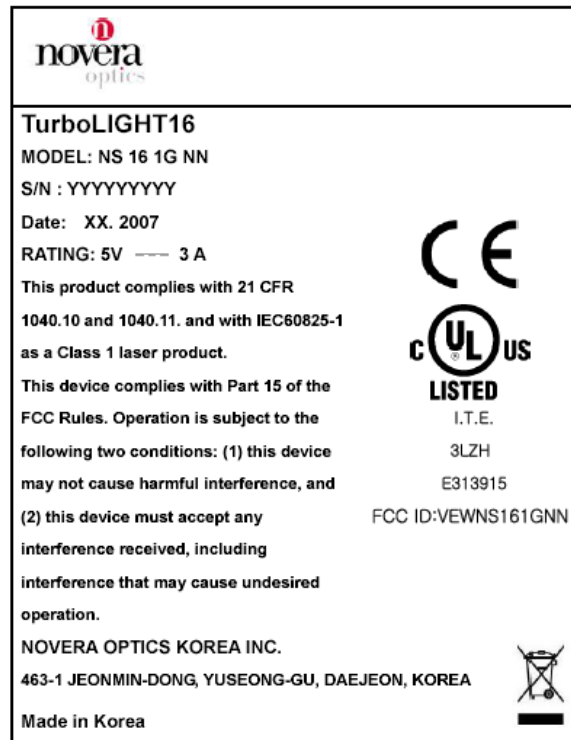 n
novera
optics
TurboLIGHT16
MODEL: NS 16 1G NN
S/N : YYYYYYYYY
Date: XX. 2007
RATING: 5V --- 3 A
This product complies with 21 CFR
1040.10 and 1040.11. and with IEC60825-1
as a Class 1 laser product.
This device complies with Part 15 of the
FCC Rules. Operation is subject to the
following two conditions: (1) this device
may not cause harmful interference, and
(2) this device must accept any
interference received, including
interference that may cause undesired
operation.
CE
C UL ® US
LISTED
I.T.E.
3LZH
E313915
FCC ID:VEWNS161GNN
NOVERA OPTICS KOREA INC.
463-1 JEONMIN-DONG, YUSEONG-GU, DAEJEON, KOREA
Made in Korea